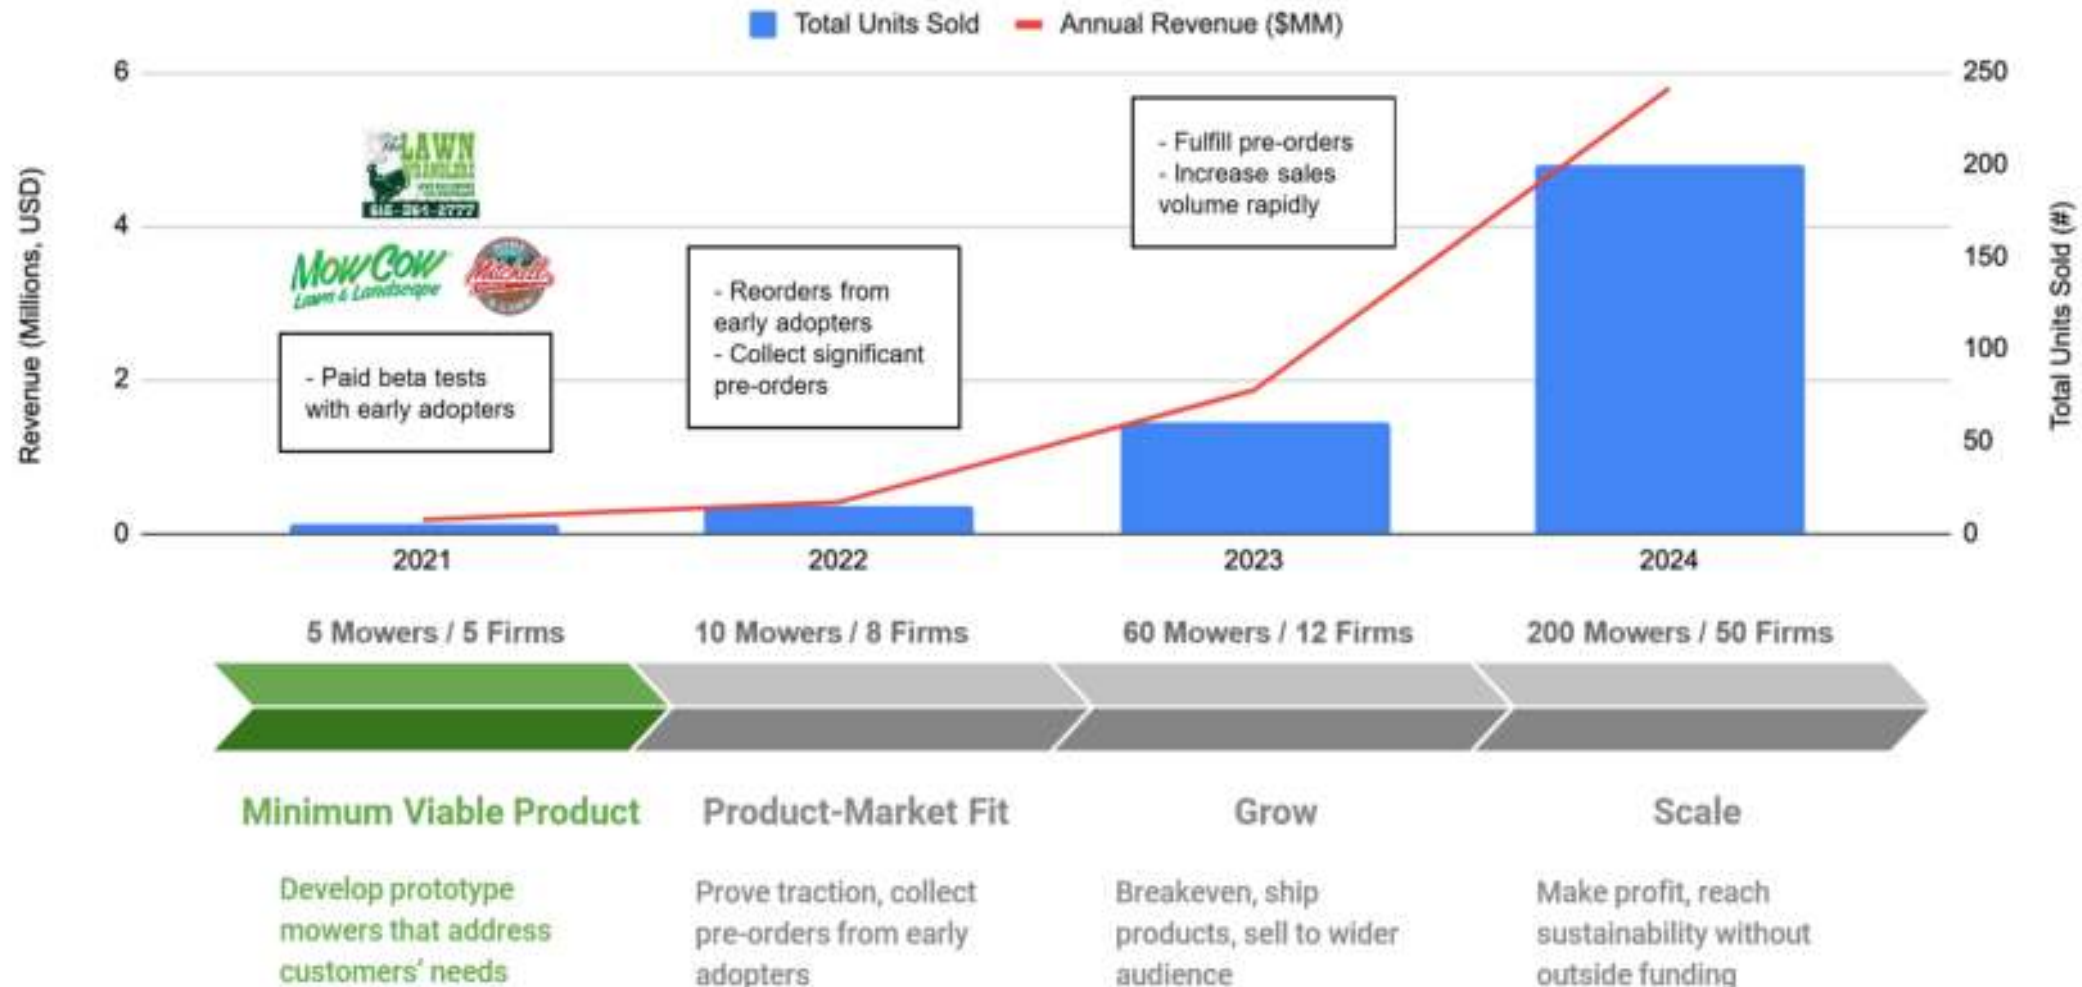 Total Units Sold
Annual Revenue ($MM)
Revenue (Millions, USD)
6
4
2
0
250
200
150
100
50
0
Total Units Sold (#)
LAWN
MOW COW
Lawn & Landscape
- Paid beta tests
with early adopters
- Reorders from
early adopters
- Collect significant
pre-orders
- Fulfill pre-orders
- Increase sales
volume rapidly
2021
2022
2023
2024
5 Mowers / 5 Firms
10 Mowers / 8 Firms
60 Mowers / 12 Firms
200 Mowers / 50 Firms
Minimum Viable Product
Product-Market Fit
Grow
Scale
Develop prototype
mowers that address
customers' needs
Prove traction, collect
pre-orders from early
adopters
Breakeven, ship
products, sell to wider
audience
Make profit, reach
sustainability without
outside funding